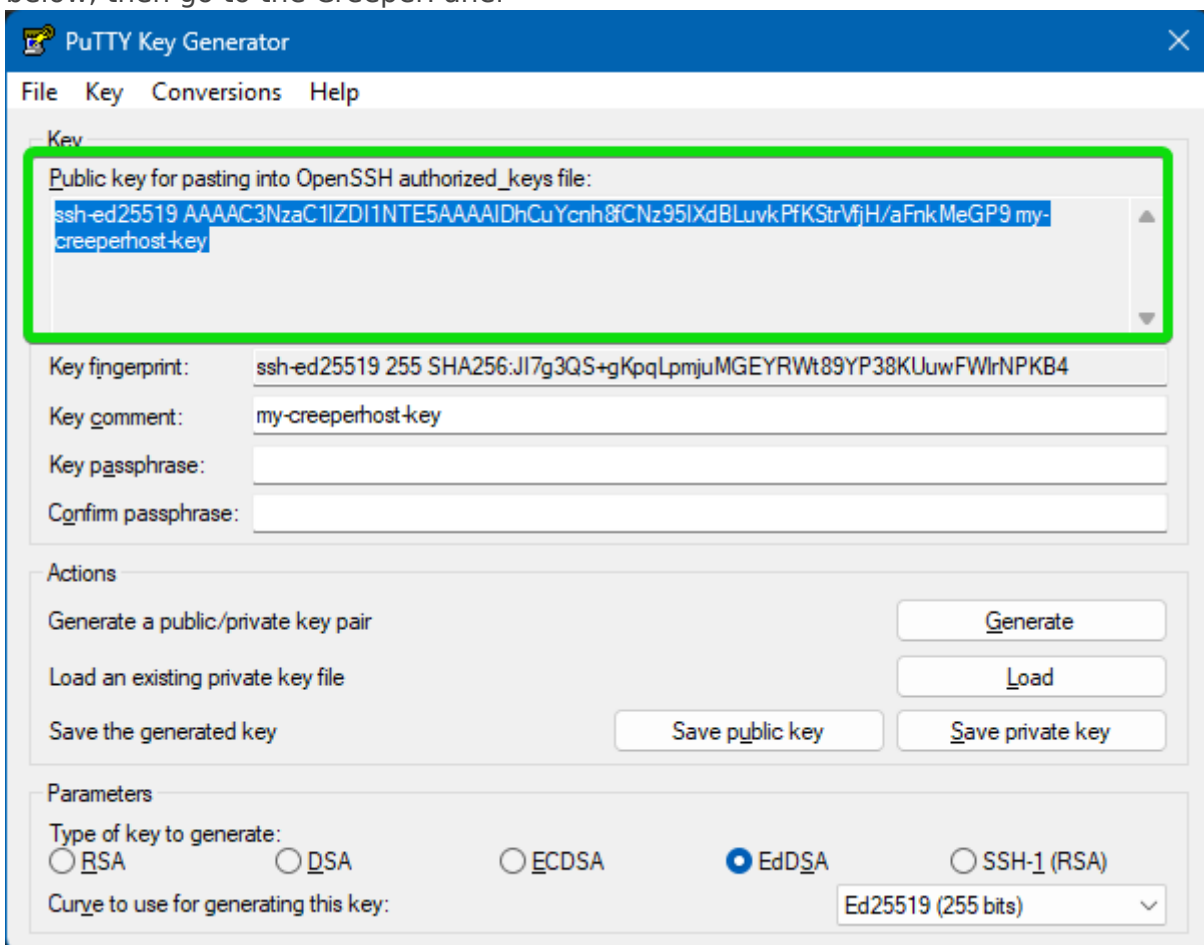 below, then go to the CreeperPanel
PuTTY Key Generator
File Key Conversions Help
Key
Public key for pasting into OpenSSH authorized_keys file:
ssh-ed25519 AAAAC3NzaC1lZDI1NTE5AAAAIDhCuYcnh8fCNz95IXdBLuvkPfKStrVfjH/aFnkMeGP9 my-
creeperhost-key
Key fingerprint: ssh-ed25519 255 SHA256:JI7g3QS+gKpqLpmjuMGEYRWt89YP38KUuwFWlrNPKB4
Key comment: my-creeperhost-key
Key passphrase:
Confirm passphrase:
Actions
Generate a public/private key pair Generate
Load an existing private key file Load
Save the generated key Save public key Save private key
Parameters
Type of key to generate:
RSA DSA ECDSA EdDSA SSH-1 (RSA)
Curve to use for generating this key: Ed25519 (255 bits)